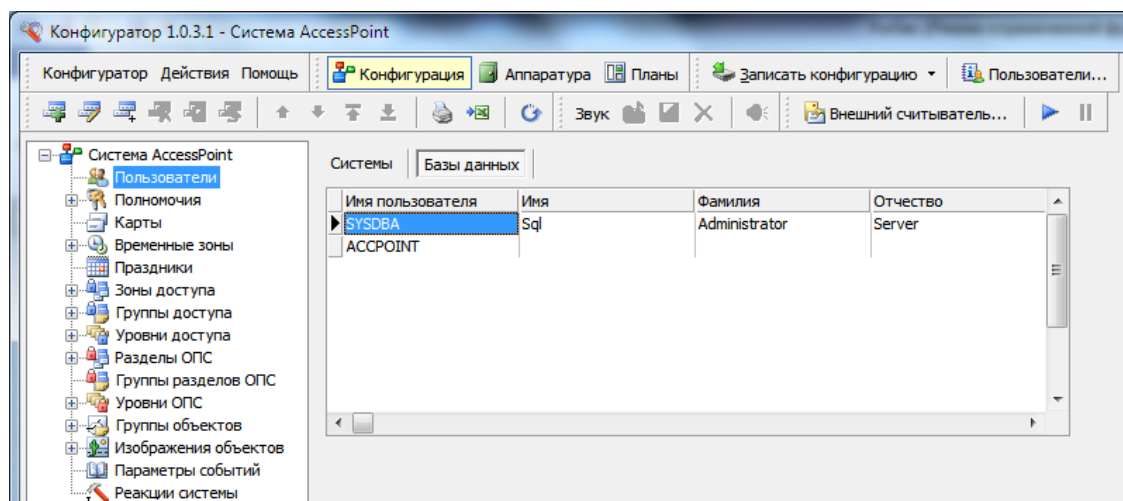 Конфигуратор 1.0.3.1 - Система AccessPoint
Конфигуратор Действия Помощь Конфигурация Аппаратура Планы Записать конфигурацию Пользователи...
Звук Внешний считыватель...
Система AccessPoint
Пользователи
Полномочия
Карты
Временные зоны
Праздники
Зоны доступа
Группы доступа
Уровни доступа
Разделы ОПС
Группы разделов ОПС
Уровни ОПС
Группы объектов
Изображения объектов
Параметры событий
Реакции системы
Системы Базы данных
Имя пользователя Имя Фамилия Отчество
SYSDBA Sql Administrator Server
ACCPOINT